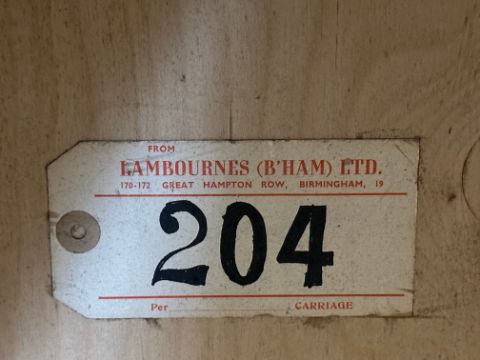 FROM
LAMBOURNES (B'HAM) LTD.
170-172 GREAT HAMPTON ROW, BIRMINGHAM, 19
204
Per CARRIAGE